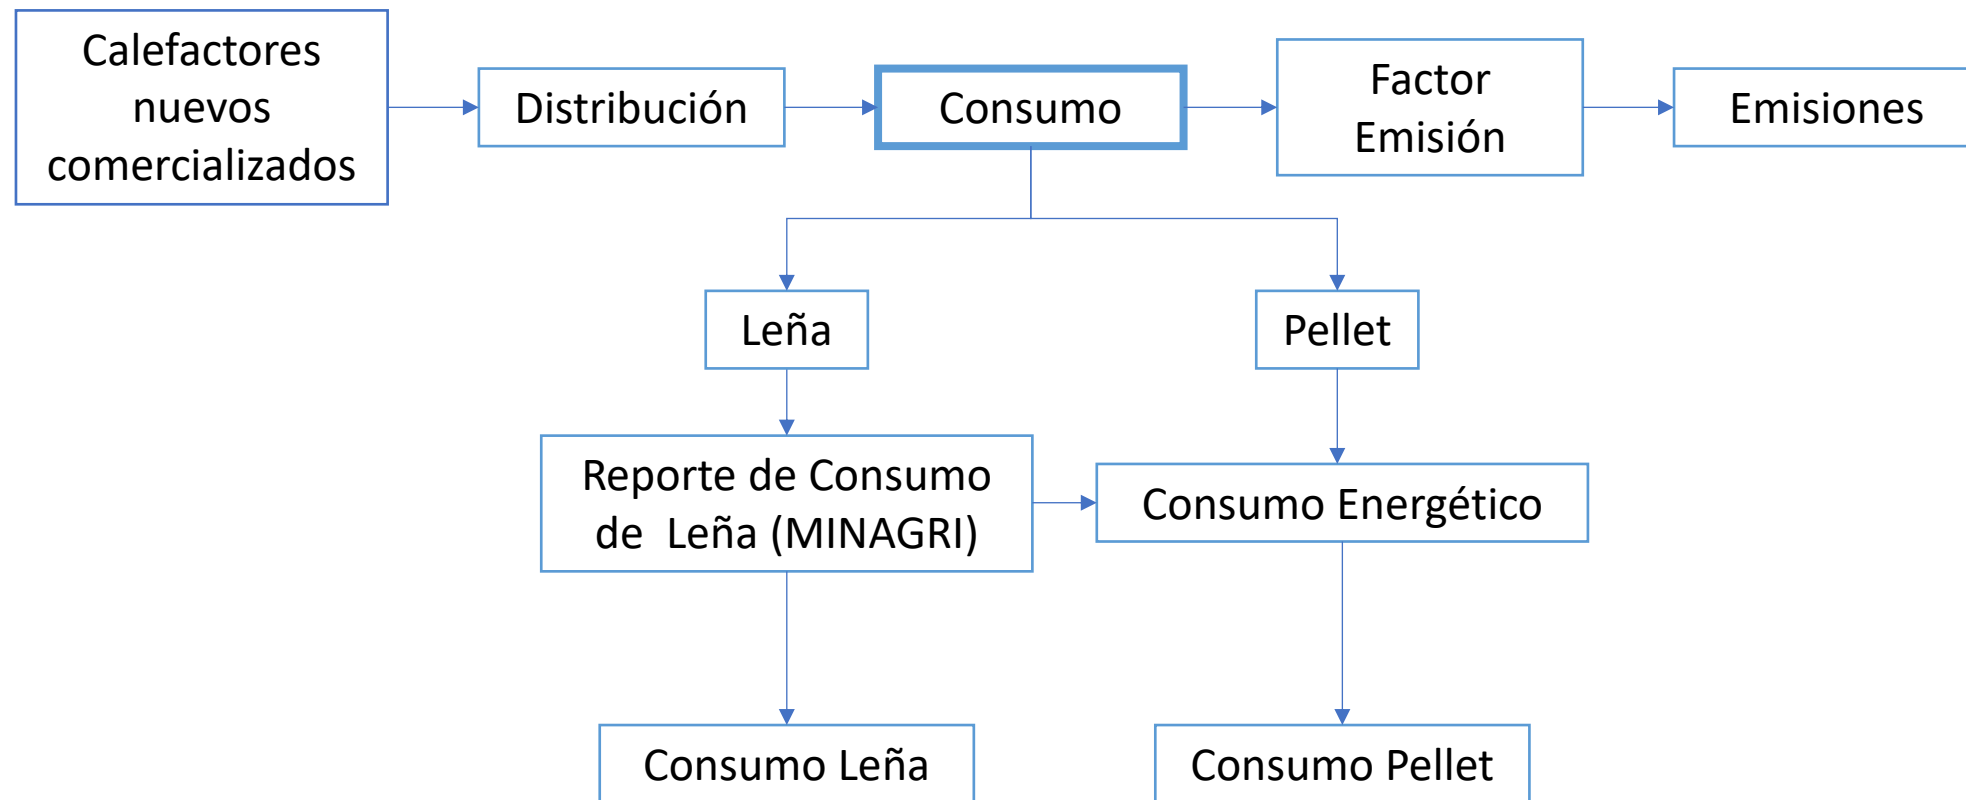 Calefactores
nuevos
comercializados
Distribución
Consumo
Factor
Emisión
Emisiones
Leña
Pellet
Reporte de Consumo
de  Leña (MINAGRI)
Consumo Energético
Consumo Leña
Consumo Pellet